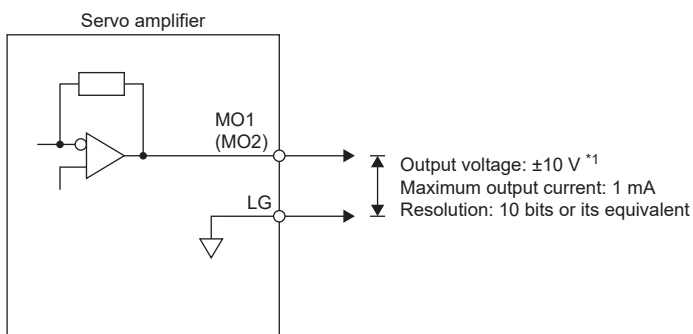 Servo amplifier
MO1
(MO2)
LG
Output voltage: ±10 V *1
Maximum output current: 1 mA
Resolution: 10 bits or its equivalent